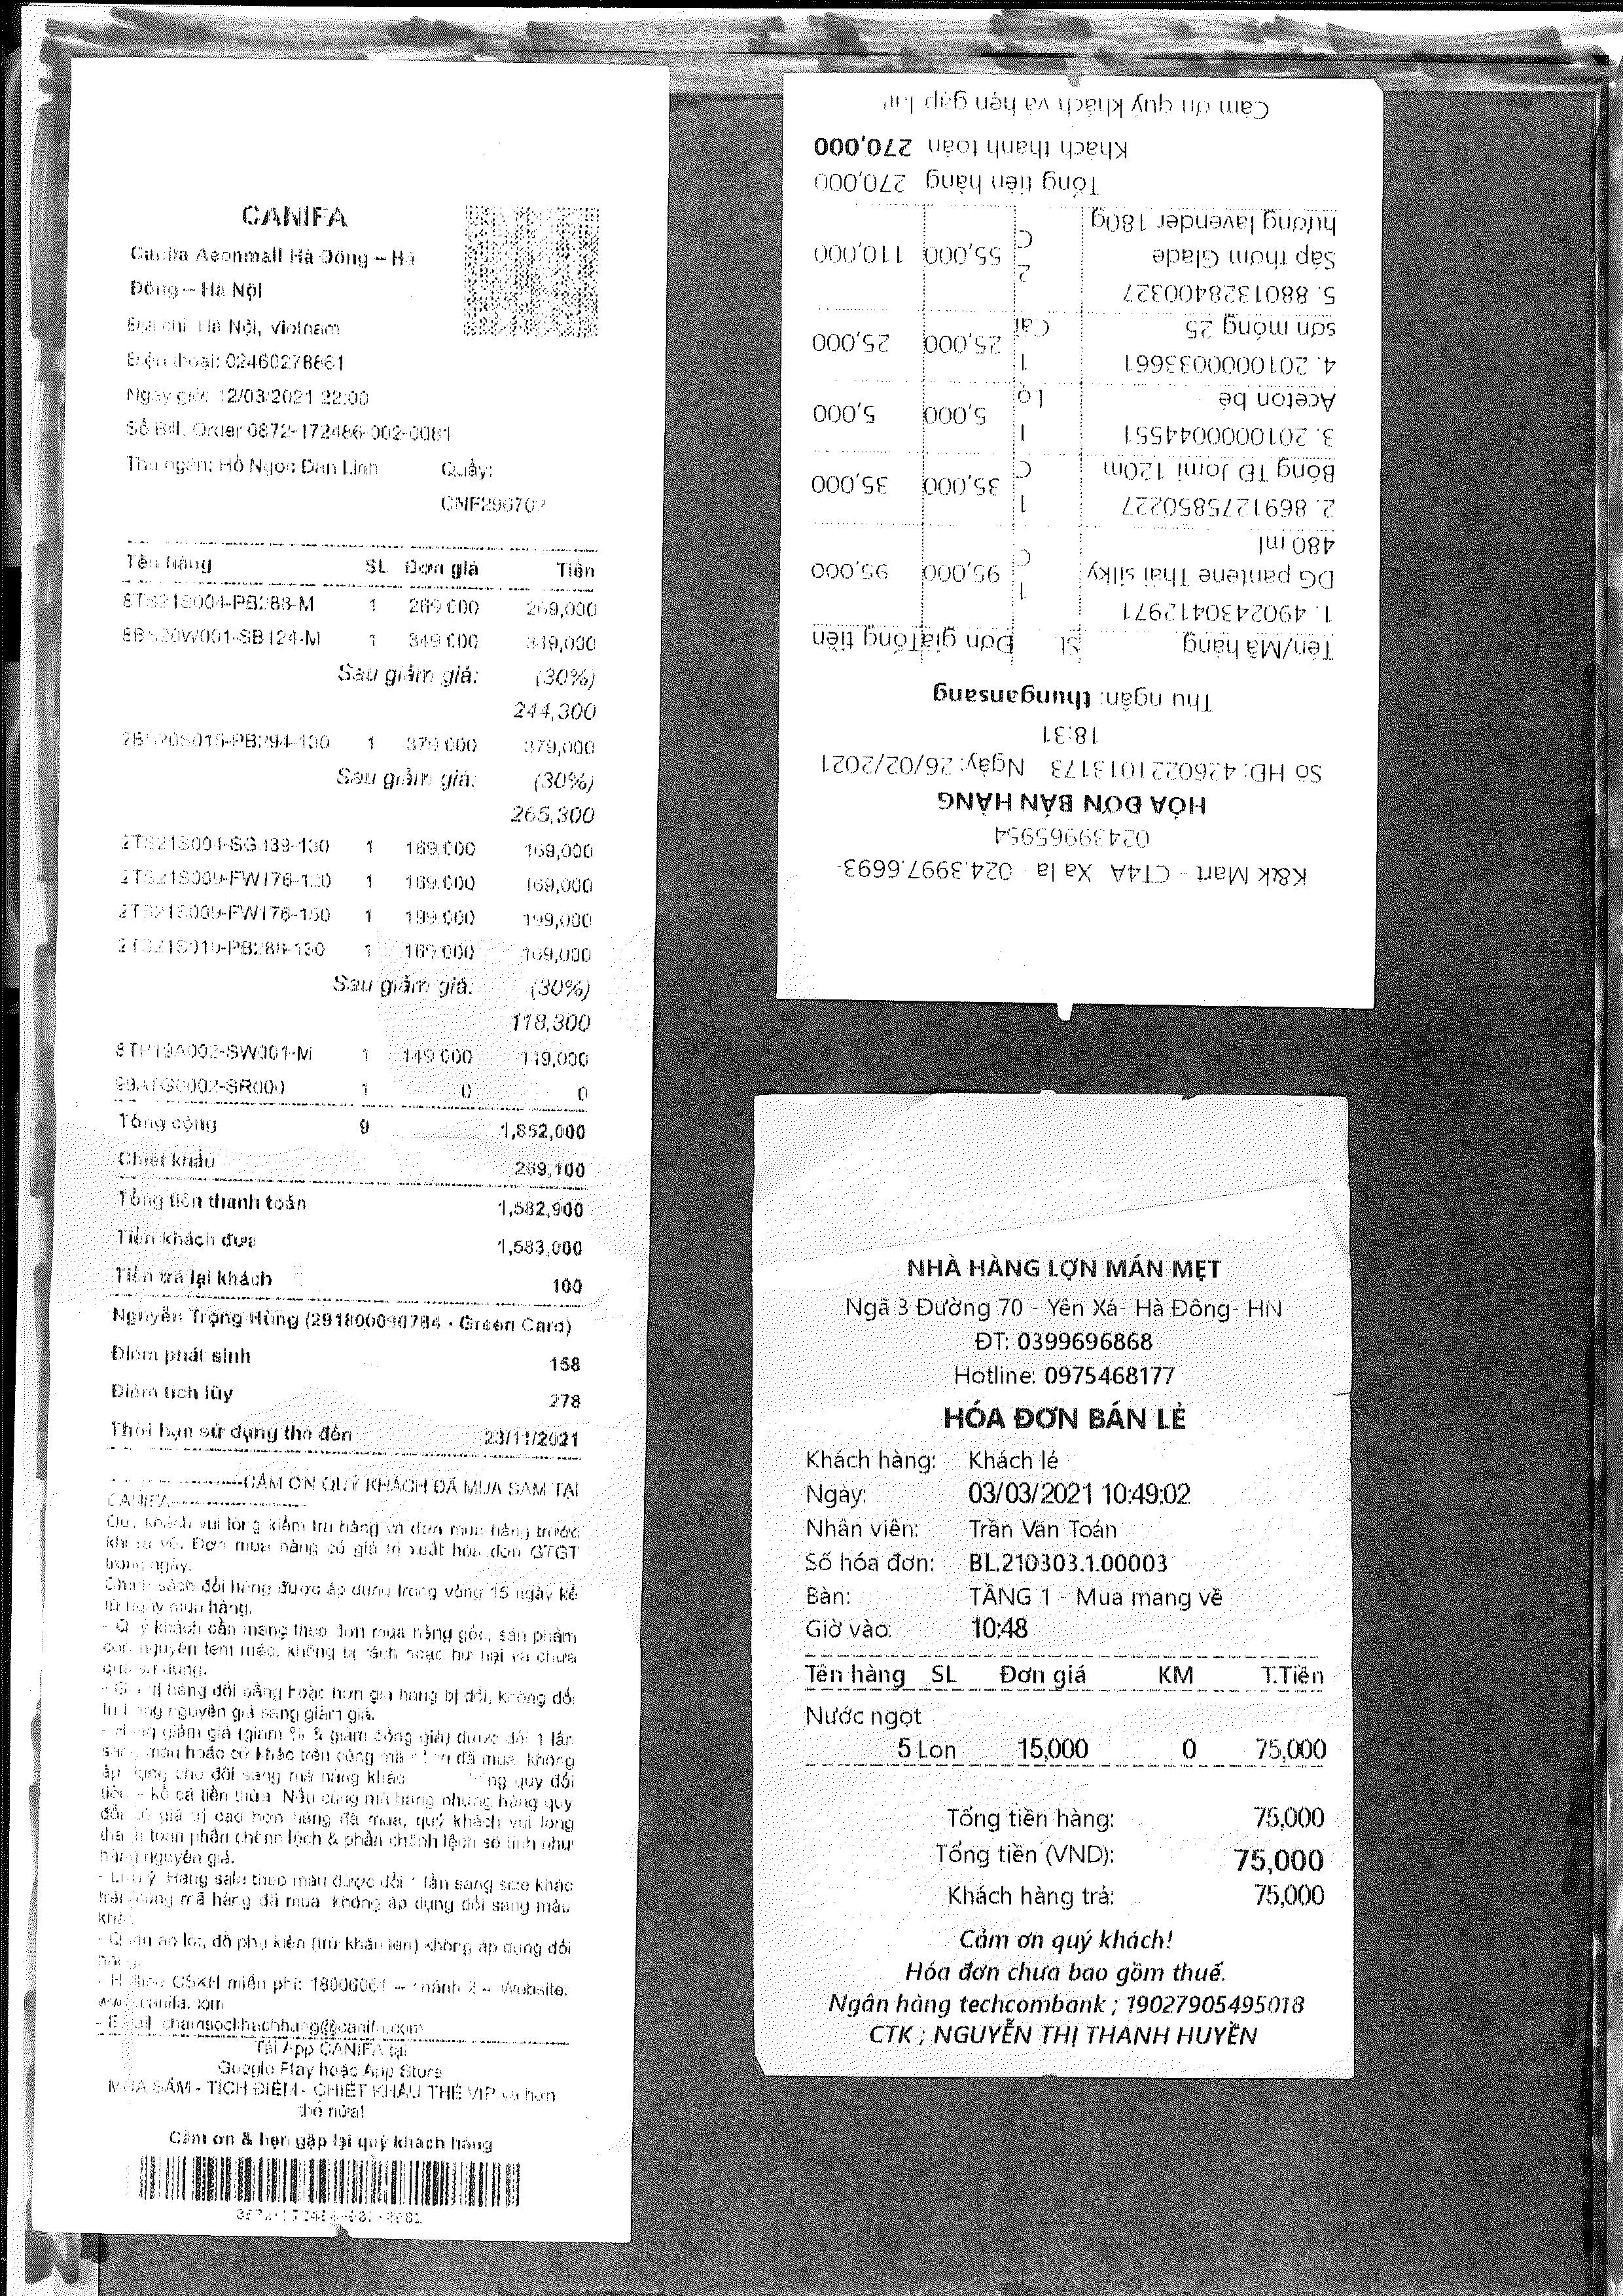 CANIFA
Canifa Aeonmall Hà Đông – Hà
Đông – Hà Nội
Địa chỉ: Hà Nội, Vietnam
Điện thoại: 02460278861
Ngày giờ: 12/03/2021 22:00
Số Bill: Order 0872-172486-002-0081
Thu ngân: Hồ Ngọc Dan Linh Quầy:
CNF290702
Tên hàng SL Đơn giá Tiền
8TS21S004-PB288-M 1 269,000 269,000
8BS20W001-SB124-M 1 349,000 349,000
Sau giảm giá: (30%)
244,300
2BS20S015-PB294-130 1 379,000 379,000
Sau giảm giá: (30%)
265,300
2TS21S004-SG439-130 1 169,000 169,000
2TS21S009-FW176-130 1 169,000 169,000
2TS21S009-FW176-150 1 199,000 199,000
2TS21S010-PB288-130 1 169,000 169,000
Sau giảm giá: (30%)
118,300
8TP19A002-SW001-M 1 149,000 149,000
1 0 0
Tổng cộng 9 1,852,000
Chiết khấu 269,100
Tổng tiền thanh toán 1,582,900
Tiền khách đưa 1,583,000
Tiền trả lại khách 100
Nguyễn Trọng Hùng (291800090784 - Green Card)
Điểm phát sinh 158
Điểm tích lũy 278
Thời hạn sử dụng thẻ đến 23/11/2021
CẢM ƠN QUÝ KHÁCH ĐÃ MUA SẮM TẠI
CANIFA
Quý khách vui lòng kiểm tra hàng và đơn mua hàng trước
khi ra về. Đơn mua hàng có giá trị xuất hóa đơn GTGT
trong ngày.
Chính sách đổi hàng được áp dụng trong vòng 15 ngày kể
từ ngày mua hàng.
- Quý khách cần mang theo đơn mua hàng gốc, sản phẩm
còn nguyên tem mác, không bị rách hoặc hư hại và chưa
qua sử dụng.
- Giá trị hàng đổi bằng hoặc hơn giá hàng bị đổi, không đổi
từ hàng nguyên giá sang giảm giá.
- Hàng giảm giá (giảm % & giảm đồng giá) được đổi 1 lần
sang màu hoặc cỡ khác trên cùng mã đã mua, không
áp dụng cho đổi sang mã hàng khác quy đổi
tiền - kể cả tiền thừa. Nếu cùng mã hàng nhưng hàng quy
đổi có giá trị cao hơn hàng đã mua, quý khách vui lòng
thanh toán phần chênh lệch & phần chênh lệch sẽ tính như
hàng nguyên giá.
- Lưu ý: Hàng sale theo màu được đổi 1 lần sang size khác
trên cùng mã hàng đã mua, không áp dụng đổi sang màu
khác.
- Quần áo lót, đồ phụ kiện (trừ khăn len) không áp dụng đổi
hàng.
- Hotline CSKH miễn phí: 18006061 – nhánh 2 – Website:
www.canifa.com
- Email: chamsockhachhang@canifa.com
Tải App CANIFA tại
Google Play hoặc App Store
MUA SẮM - TÍCH ĐIỂM - CHIẾT KHẤU THẺ VIP và hơn
thế nữa!
Cảm ơn & hẹn gặp lại quý khách hàng
K&K Mart - CT4A Xa la - 024.3997.6693-
02439965954
HÓA ĐƠN BÁN HÀNG
Số HĐ: 426022101313173 Ngày: 26/02/2021
18:31
Thu ngân: thungansang
Tên/Mã hàng SL Đơn giá Tổng tiền
1. 4902430412971
DG pantene Thái silky 480 ml 1 C 95,000 95,000
2. 8691275850227
Bông TĐ Jomi 120m 1 C 35,000 35,000
3. 2010000044551
Aceton bé 1 Lọ 5,000 5,000
4. 2010000033661
sơn móng 25 1 Cái 25,000 25,000
5. 8801328400327
Sáp thơm Glade 2 C 55,000 110,000
hương lavender 180g
Tổng tiền hàng 270,000
Khách thanh toán 270,000
Cảm ơn quý khách và hẹn gặp lại!
NHÀ HÀNG LỢN MÁN MẸT
Ngã 3 Đường 70 - Yên Xá- Hà Đông- HN
ĐT: 0399696868
Hotline: 0975468177
HÓA ĐƠN BÁN LẺ
Khách hàng: Khách lẻ
Ngày: 03/03/2021 10:49:02
Nhân viên: Trần Văn Toán
Số hóa đơn: BL.210303.1.00003
Bàn: TẦNG 1 - Mua mang về
Giờ vào: 10:48
Tên hàng SL Đơn giá KM T.Tiền
Nước ngọt
5 Lon 15,000 0 75,000
Tổng tiền hàng: 75,000
Tổng tiền (VND): 75,000
Khách hàng trả: 75,000
Cảm ơn quý khách!
Hóa đơn chưa bao gồm thuế.
Ngân hàng techcombank ; 19027905495018
CTK ; NGUYỄN THỊ THANH HUYỀN